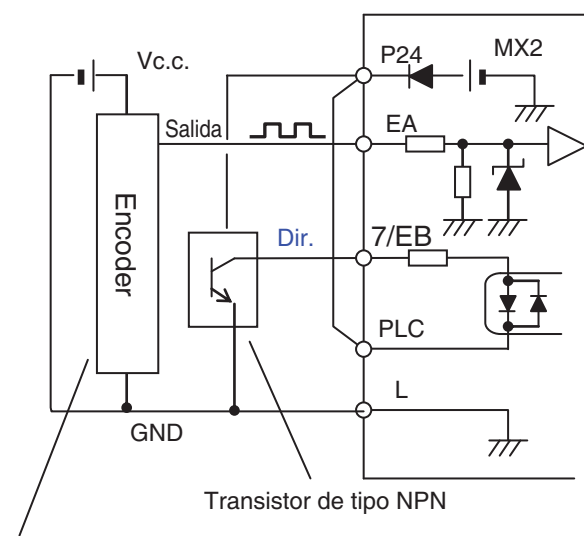 P24
MX2
Vc.c.
Salida
EA
Encoder
Dir.
7/EB
PLC
L
GND
Transistor de tipo NPN